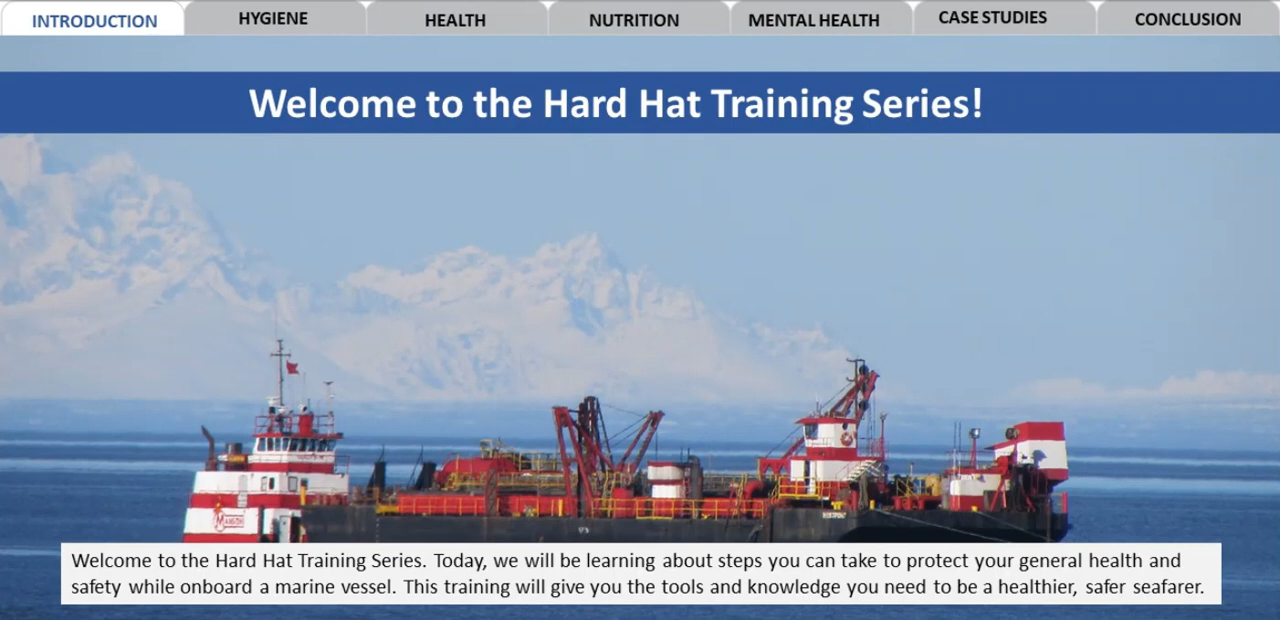 INTRODUCTION
HYGIENE
HEALTH
NUTRITION
MENTAL HEALTH
CASE STUDIES
CONCLUSION
Welcome to the Hard Hat Training Series!
Welcome to the Hard Hat Training Series. Today, we will be learning about steps you can take to protect your general health and
safety while onboard a marine vessel. This training will give you the tools and knowledge you need to be a healthier, safer seafarer.